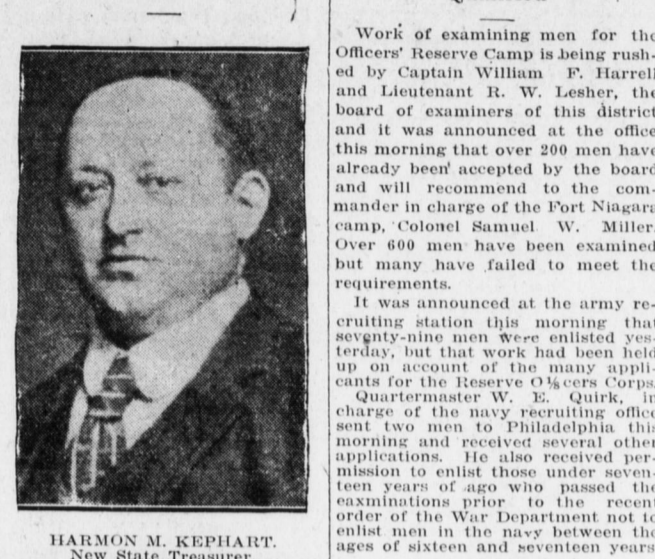 HARMON M. KEPHART.
New State Treasurer
Work of examining men for the
Officers' Reserve Camp is being rush-
ed by Captain William F. Harrell
and Lieutenant R. W. Lesher, the
board of examiners of this district
and it was announced at the office
this morning that over 200 men have
already been accepted by the board
and will recommend to the com-
mander in charge of the Fort Niagara
camp, Colonel Samuel W. Miller.
Over 600 men have been examined
but many have failed to meet the
requirements.
It was announced at the army re-
cruiting station this morning that
seventy-nine men were enlisted yes-
terday, but that work had been held
up on account of the many appli-
cants for the Reserve O⅛cers Corps.
Quartermaster W. E. Quirk, in
charge of the navy recruiting office
sent two men to Philadelphia this
morning and received several other
applications. He also received per-
mission to enlist those under seven-
teen years of ago who passed the
eaxminations prior to the recent
order of the War Department not to
enlist men in the navy between the
ages of sixteen and seventeen years